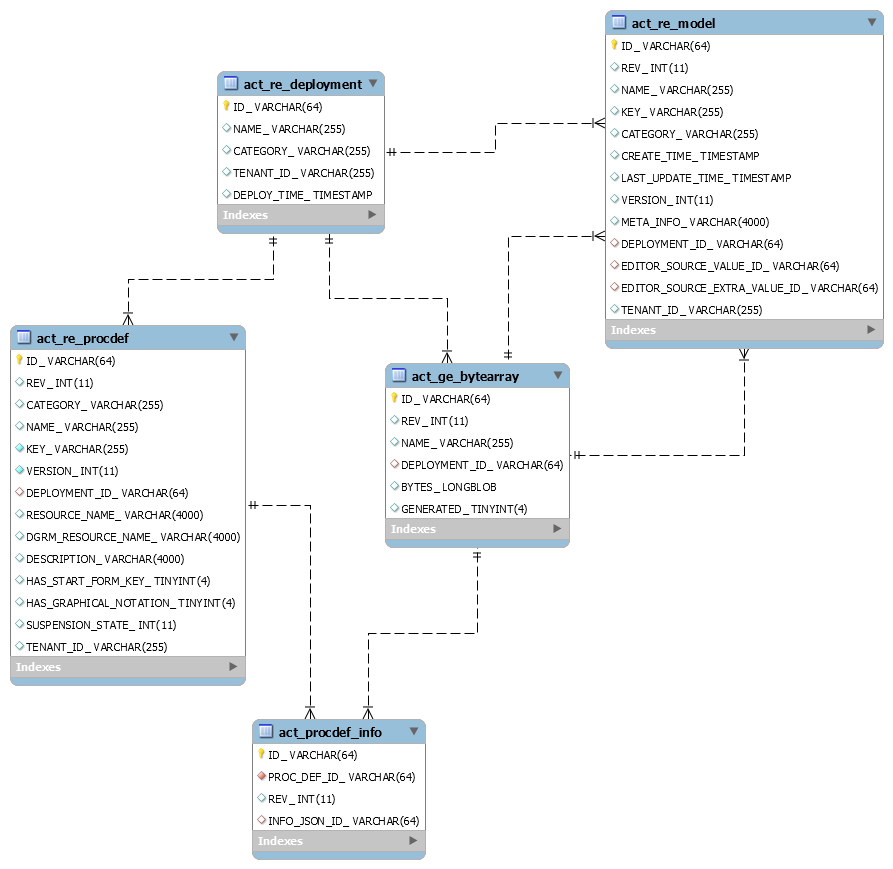 act_re_model
ID_ VARCHAR(64)
REV_ INT(11)
NAME_ VARCHAR(255)
KEY_ VARCHAR(255)
CATEGORY_ VARCHAR(255)
CREATE_TIME_ TIMESTAMP
LAST_UPDATE_TIME_ TIMESTAMP
VERSION_ INT(11)
META_INFO_ VARCHAR(4000)
DEPLOYMENT_ID_ VARCHAR(64)
EDITOR_SOURCE_VALUE_ID_ VARCHAR(64)
EDITOR_SOURCE_EXTRA_VALUE_ID_ VARCHAR(64)
TENANT_ID_ VARCHAR(255)
Indexes
act_re_deployment
ID_ VARCHAR(64)
NAME_ VARCHAR(255)
CATEGORY_ VARCHAR(255)
TENANT_ID_ VARCHAR(255)
DEPLOY_TIME_ TIMESTAMP
Indexes
act_re_procdef
ID_ VARCHAR(64)
REV_ INT(11)
CATEGORY_ VARCHAR(255)
NAME_ VARCHAR(255)
KEY_ VARCHAR(255)
VERSION_ INT(11)
DEPLOYMENT_ID_ VARCHAR(64)
RESOURCE_NAME_ VARCHAR(4000)
DGRM_RESOURCE_NAME_ VARCHAR(4000)
DESCRIPTION_ VARCHAR(4000)
HAS_START_FORM_KEY_ TINYINT(4)
HAS_GRAPHICAL_NOTATION_ TINYINT(4)
SUSPENSION_STATE_ INT(11)
TENANT_ID_ VARCHAR(255)
Indexes
act_ge_bytearray
ID_ VARCHAR(64)
REV_ INT(11)
NAME_ VARCHAR(255)
DEPLOYMENT_ID_ VARCHAR(64)
BYTES_ LONGBLOB
GENERATED_ TINYINT(4)
Indexes
act_procdef_info
ID_ VARCHAR(64)
PROC_DEF_ID_ VARCHAR(64)
REV_ INT(11)
INFO_JSON_ID_ VARCHAR(64)
Indexes